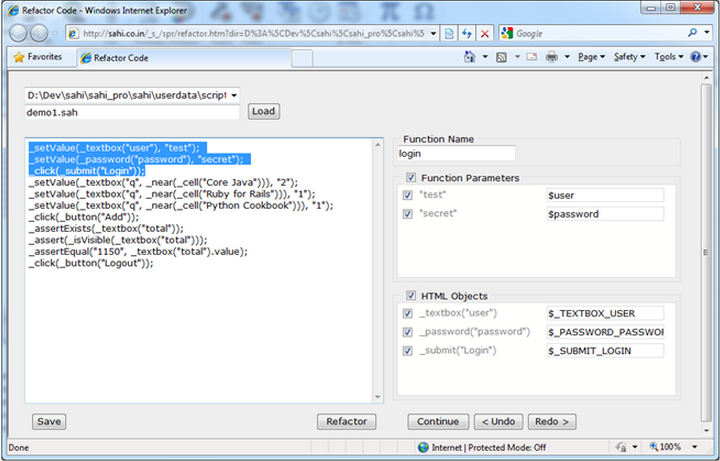 Refactor Code - Windows Internet Explorer
http://sahi.co.in/_s_/spr/refactor.htm?dir=D%3A%5CDev%5Csahi%5Csahi_pro%5Csahi%5
Google
Favorites
Refactor Code
Page
Safety
Tools
D:\Dev\sahi\sahi_pro\sahi\userdata\script
demo1.sah
Load
_setValue(_textbox("user"), "test");
_setValue(_password("password"), "secret");
_click(_submit("Login"));
_setValue(_textbox("q", _near(_cell("Core Java"))), "2");
_setValue(_textbox("q", _near(_cell("Ruby for Rails"))), "1");
_setValue(_textbox("q", _near(_cell("Python Cookbook"))), "1");
_click(_button("Add"));
_assertExists(_textbox("total"));
_assert(_isVisible(_textbox("total")));
_assertEqual("1150", _textbox("total").value);
_click(_button("Logout"));
Function Name
login
Function Parameters
"test" $user
"secret" $password
HTML Objects
_textbox("user") $_TEXTBOX_USER
_password("password") $_PASSWORD_PASSWOR
_submit("Login") $_SUBMIT_LOGIN
Save
Refactor
Continue
< Undo
Redo >
Done
Internet | Protected Mode: Off
100%